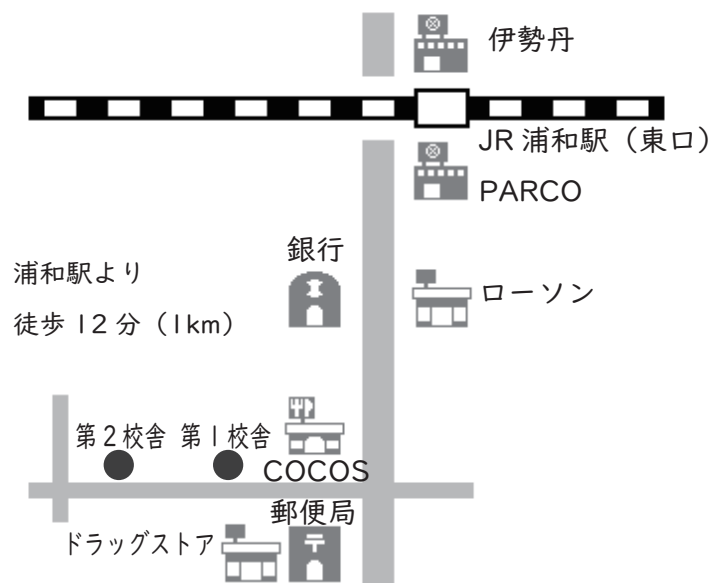 伊勢丹
JR浦和駅（東口）
PARCO
銀行
浦和駅より
徒歩12分（1km）
ローソン
第2校舎
第1校舎
COCOS
郵便局
ドラッグストア